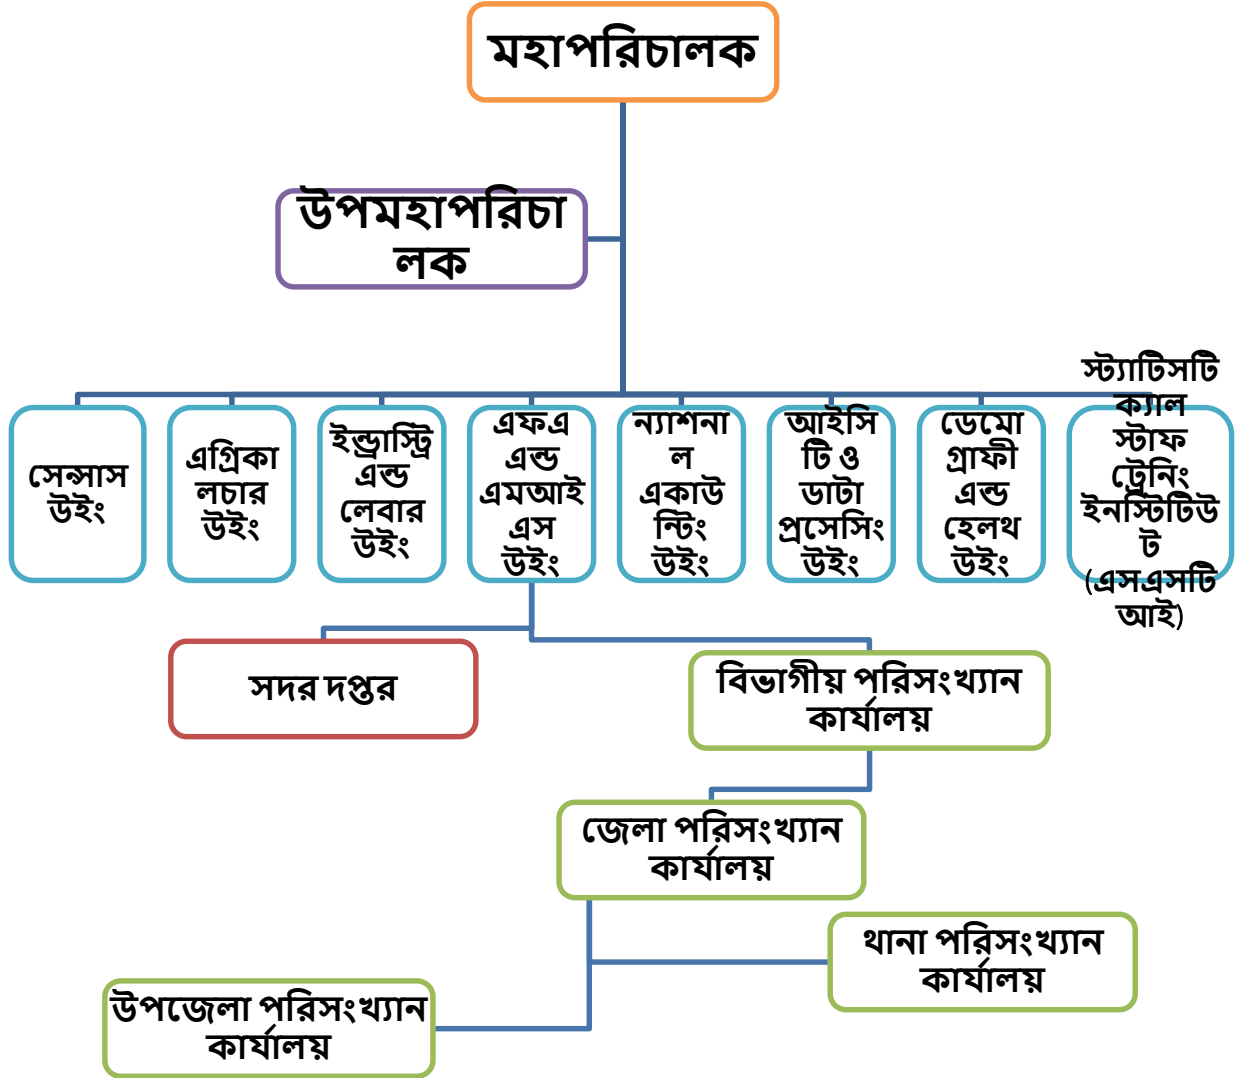 মহাপরিচালক
উপমহাপরিচা
লক
সেন্সাস
উইং
এগ্রিকা
লচার
উইং
ইন্ড্রাস্ট্রি
এন্ড
লেবার
উইং
এফএ
এন্ড
এমআই
এস
উইং
ন্যাশনা
ল
একাউ
ন্টিং
উইং
আইসি
টি ও
ডাটা
প্রসেসিং
উইং
ডেমো
গ্রাফী
এন্ড
হেলথ
উইং
স্ট্যাটিসটি
ক্যাল
স্টাফ
ট্রেনিং
ইনস্টিটিউ
ট
(এসএসটি
আই)
সদর দপ্তর
বিভাগীয় পরিসংখ্যান
কার্যালয়
জেলা পরিসংখ্যান
কার্যালয়
থানা পরিসংখ্যান
কার্যালয়
উপজেলা পরিসংখ্যান
কার্যালয়